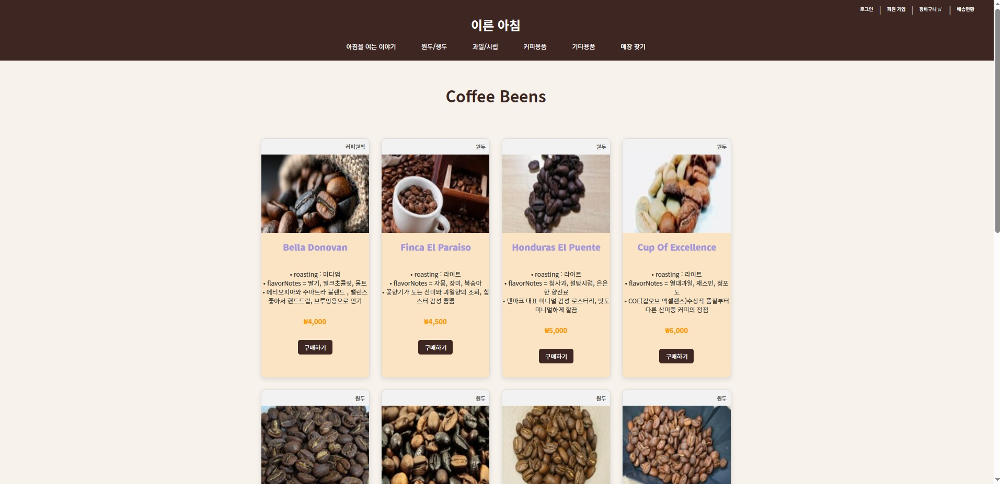 로그인 | 회원 가입 | 장바구니 🛒 | 배송현황
이른 아침
아침을 여는 이야기 원두/생두 과일/시럽 커피용품 기타용품 매장 찾기
Coffee Beens
커피원픽
Bella Donovan
• roasting : 미디엄
• flavorNotes = 딸기, 밀크초콜릿, 몰트
• 에티오피아와 수마트라 블렌드 , 밸런스
좋아서 핸드드립, 브루잉용으로 인기
₩4,000
구매하기
원두
Finca El Paraiso
• roasting : 라이트
• flavorNotes = 자몽, 장미, 복숭아
• 꽃향기가 도는 산미와 과일향의 조화, 힙
스터 감성 뿜뿜
₩4,500
구매하기
원두
Honduras El Puente
• roasting : 라이트
• flavorNotes = 청사과, 설탕시럽, 은은
한 향신료
• 덴마크 대표 미니멀 감성 로스터리, 맛도
미니멀하게 깔끔
₩5,000
구매하기
원두
Cup Of Excellence
• roasting : 라이트
• flavorNotes = 열대과일, 재스민, 청포
도
• COE(컵오브 엑셀렌스)수상작 품질부터
다른 산미풍 커피의 정점
₩6,000
구매하기
원두
원두
원두
원두